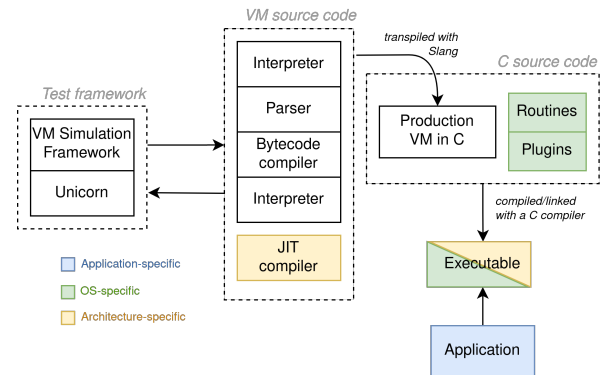 VM source code
Interpreter
Parser
Bytecode
compiler
Interpreter
JIT
compiler
transpiled with
Slang
C source code
Production
VM in C
Routines
Plugins
Test framework
VM Simulation
Framework
Unicorn
compiled/linked
with a C compiler
Executable
Application
Application-specific
OS-specific
Architecture-specific